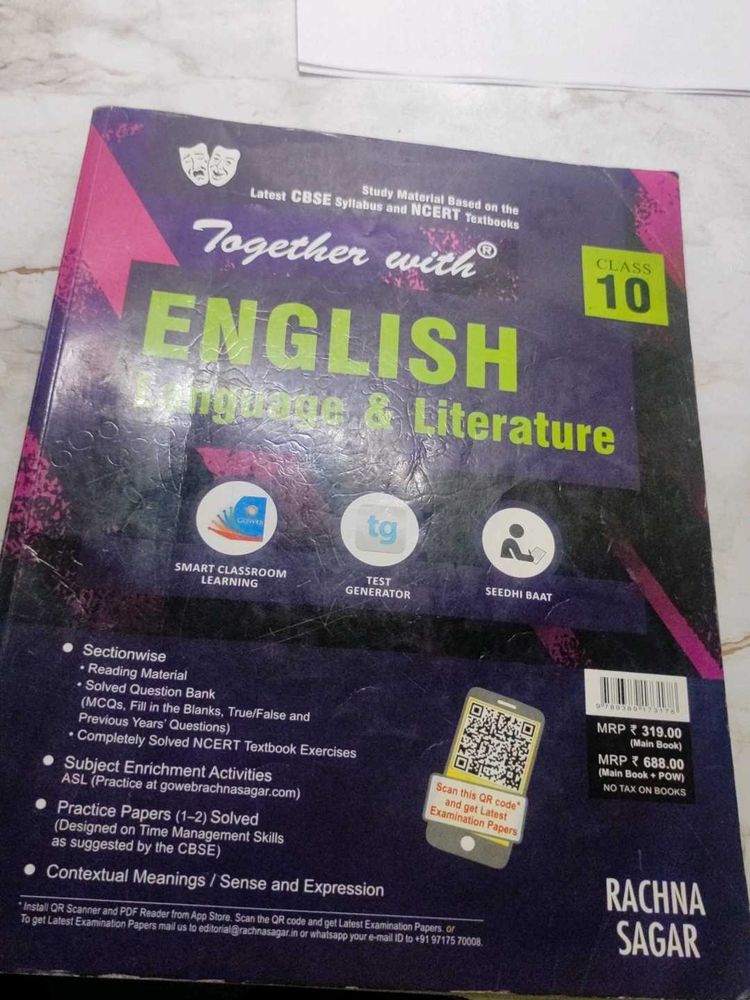 Study Material Based on the
Latest CBSE Syllabus and NCERT Textbooks
Together with®
CLASS
10
ENGLISH
Language & Literature
tg
SMART CLASSROOM
LEARNING
TEST
GENERATOR
SEEDHI BAAT
• Sectionwise
• Reading Material
• Solved Question Bank
(MCQs, Fill in the Blanks, True/False and
Previous Years' Questions)
• Completely Solved NCERT Textbook Exercises
• Subject Enrichment Activities
ASL (Practice at gowebrachnasagar.com)
• Practice Papers (1–2) Solved
(Designed on Time Management Skills
as suggested by the CBSE)
• Contextual Meanings / Sense and Expression
Scan this QR code*
and get Latest
Examination Papers
9 789389 173178
MRP ₹ 319.00
(Main Book)
MRP ₹ 688.00
(Main Book + POW)
NO TAX ON BOOKS
RACHNA
SAGAR
* Install QR Scanner and PDF Reader from App Store. Scan the QR code and get Latest Examination Papers. or
To get Latest Examination Papers mail us to editorial@rachnasagar.in or whatsapp your e-mail ID to +91 97175 70008.